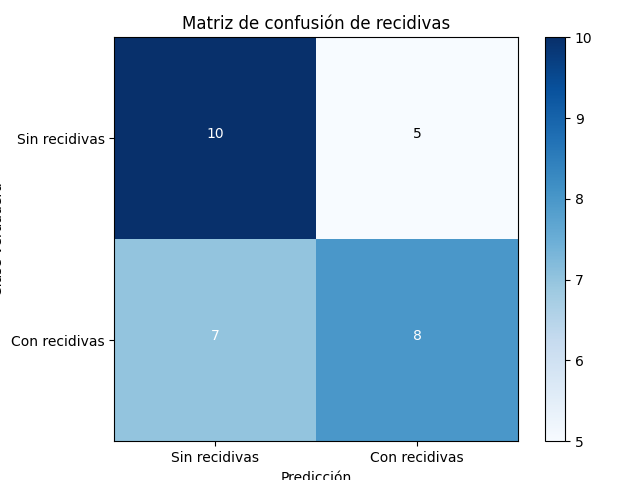 Matriz de confusión de recidivas
Sin recidivas
10
5
Con recidivas
7
8
Sin recidivas
Con recidivas
Predicción
10
9
8
7
6
5